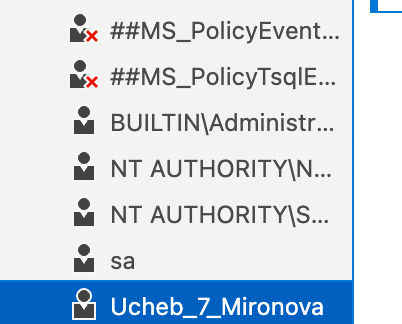 ##MS_PolicyEvent...
##MS_PolicyTsqlE...
BUILTIN\Administr...
NT AUTHORITY\N...
NT AUTHORITY\S...
sa
Ucheb_7_Mironova